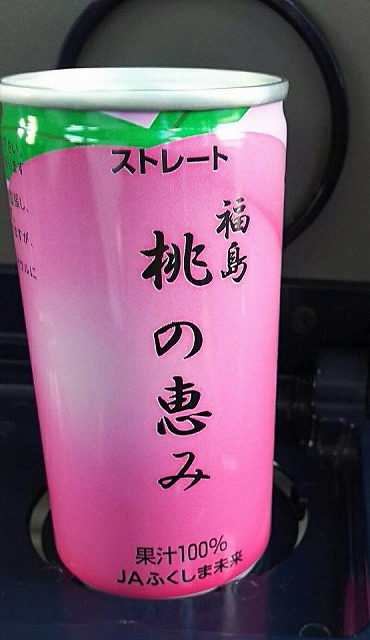 ストレート
福島
桃の恵み
果汁100%
JAふくしま未来